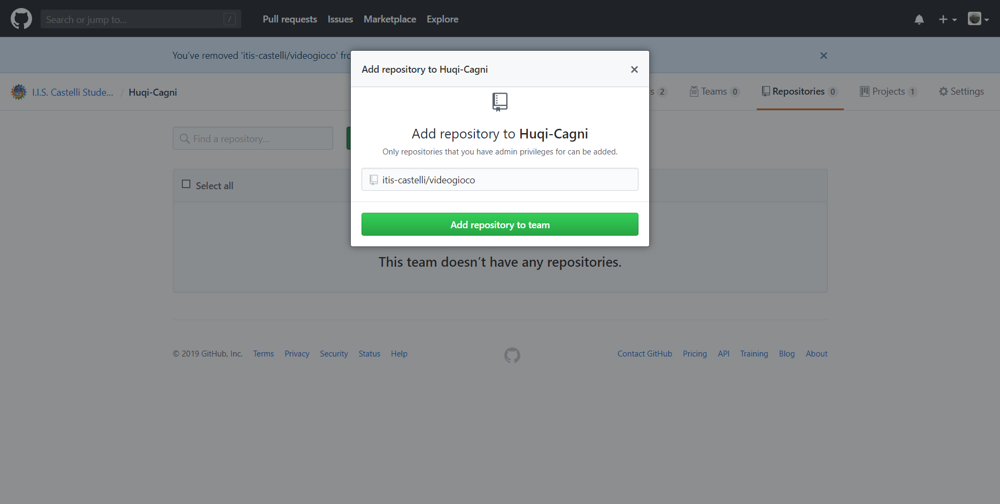 Search or jump to... /
Pull requests Issues Marketplace Explore
You've removed 'itis-castelli/videogioco'
Add repository to Huqi-Cagni
I.I.S. Castelli Stude... / Huqi-Cagni
2 Teams 0 Repositories 0 Projects 1 Settings
Add repository to Huqi-Cagni
Find a repository...
Only repositories that you have admin privileges for can be added.
itis-castelli/videogioco
Select all
Add repository to team
This team doesn't have any repositories.
© 2019 GitHub, Inc. Terms Privacy Security Status Help
Contact GitHub Pricing API Training Blog About